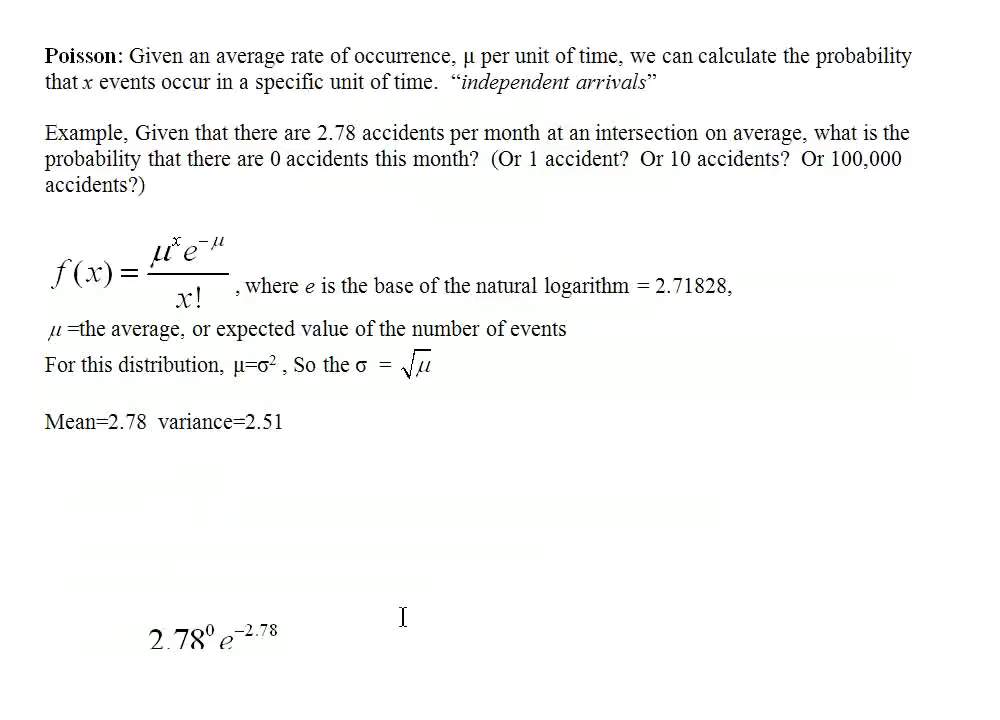 Poisson: Given an average rate of occurrence, μ per unit of time, we can calculate the probability
that x events occur in a specific unit of time.  “independent arrivals”
Example, Given that there are 2.78 accidents per month at an intersection on average, what is the
probability that there are 0 accidents this month?  (Or 1 accident?  Or 10 accidents?  Or 100,000
accidents?)
f(x) = μˣe^(−μ) / x! , where e is the base of the natural logarithm = 2.71828,
μ =the average, or expected value of the number of events
For this distribution, μ=σ² , So the σ = √μ
Mean=2.78  variance=2.51
2.78⁰ e^(−2.78)